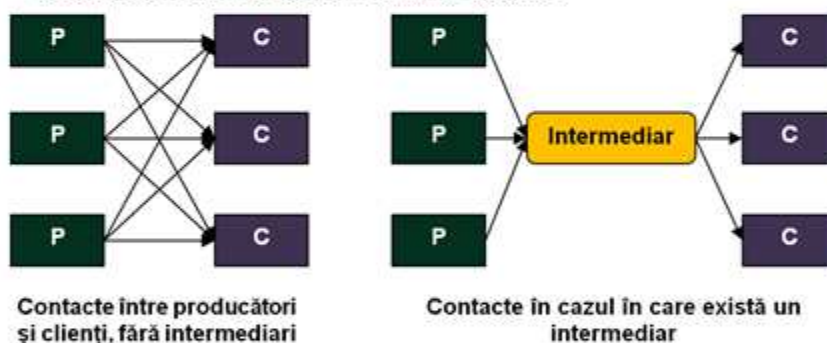 P C P C
P C P Intermediar C
P C P C
Contacte între producători
și clienți, fără intermediari
Contacte în cazul în care există un
intermediar